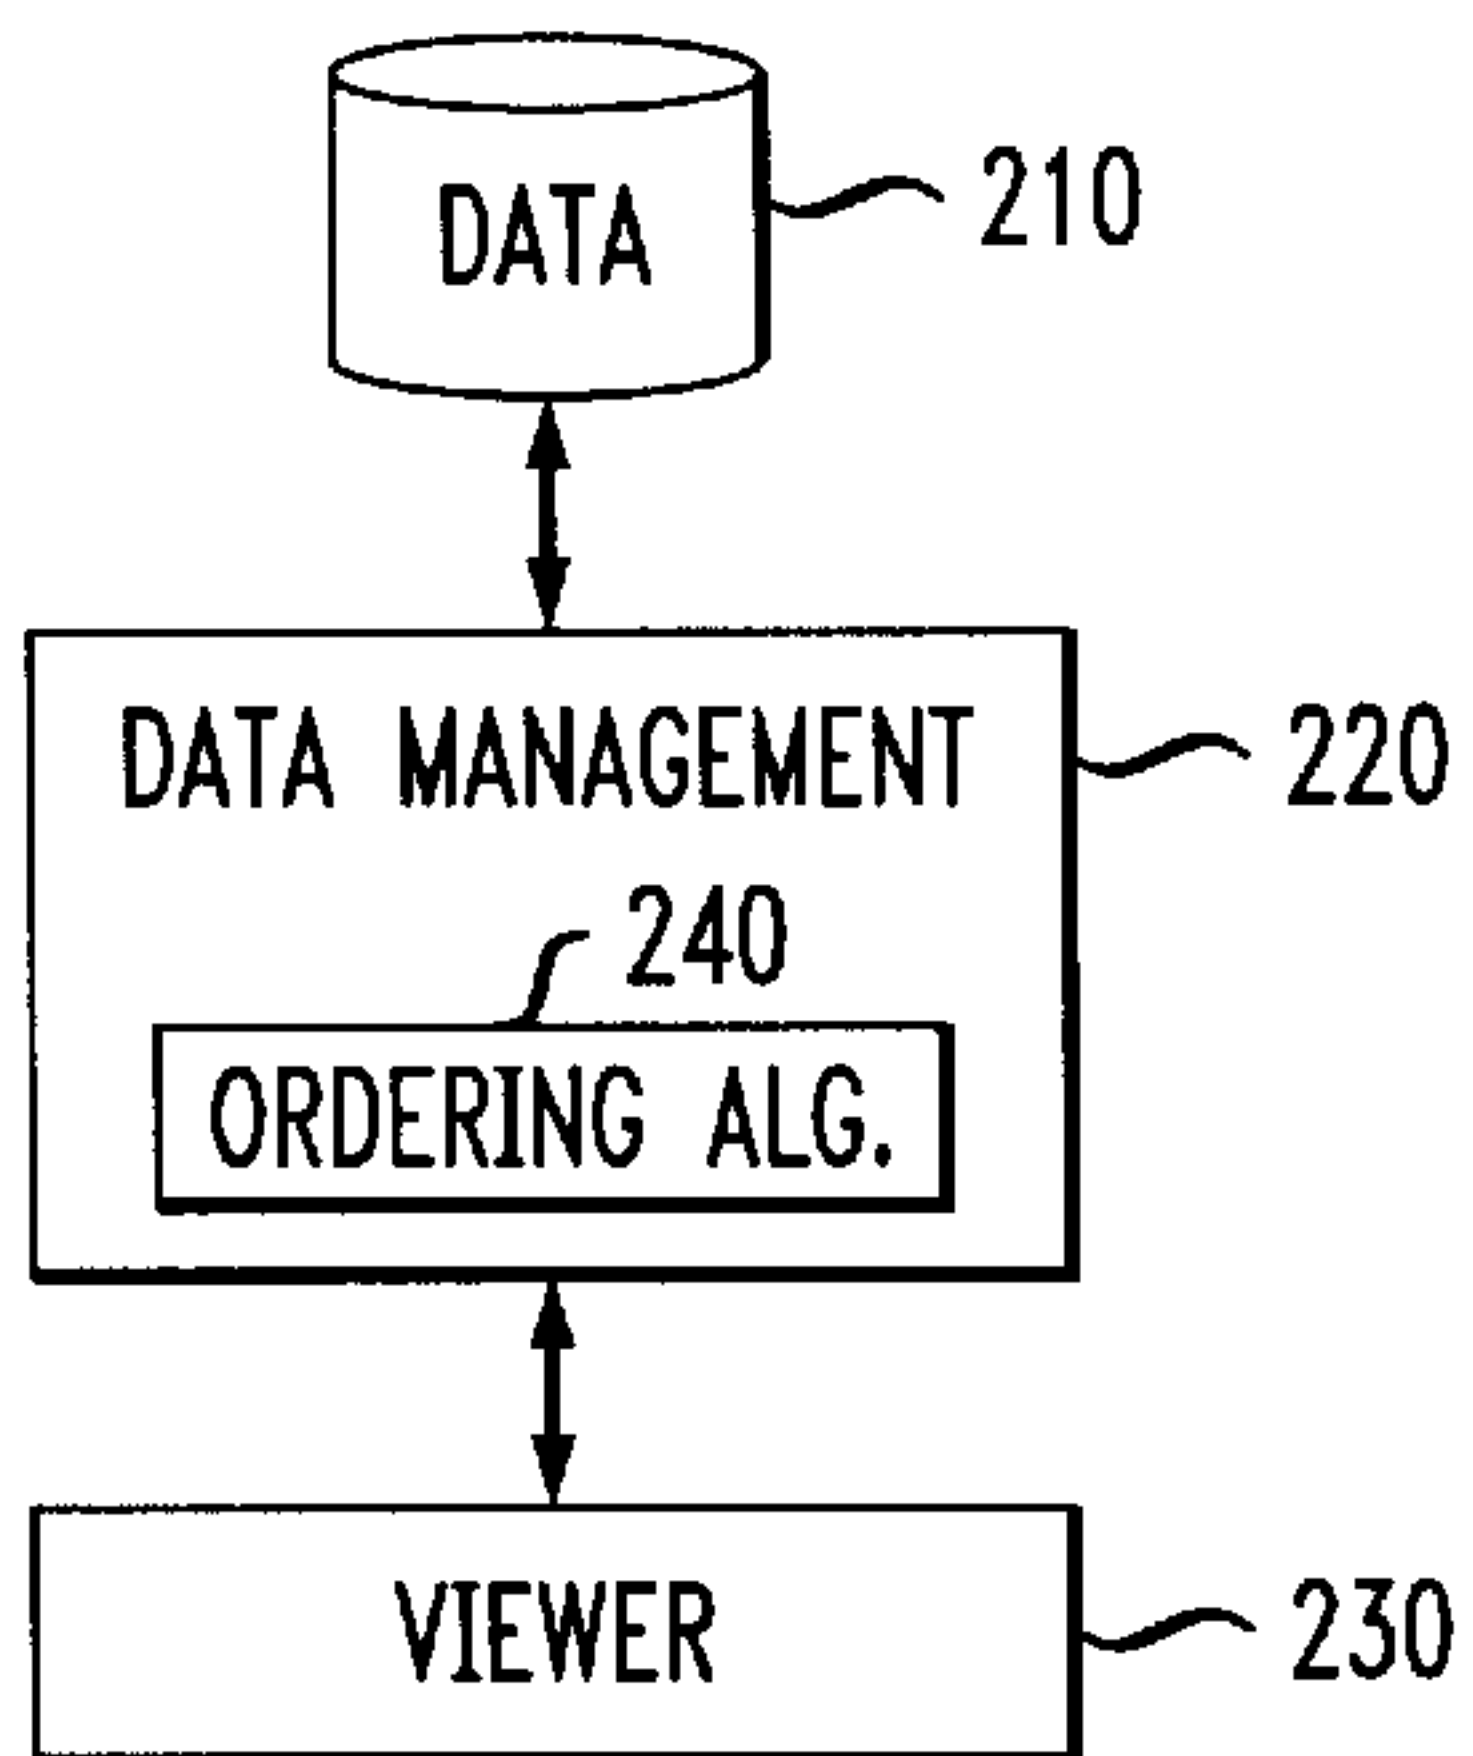 DATA
210
DATA MANAGEMENT
220
240
ORDERING ALG.
VIEWER
230